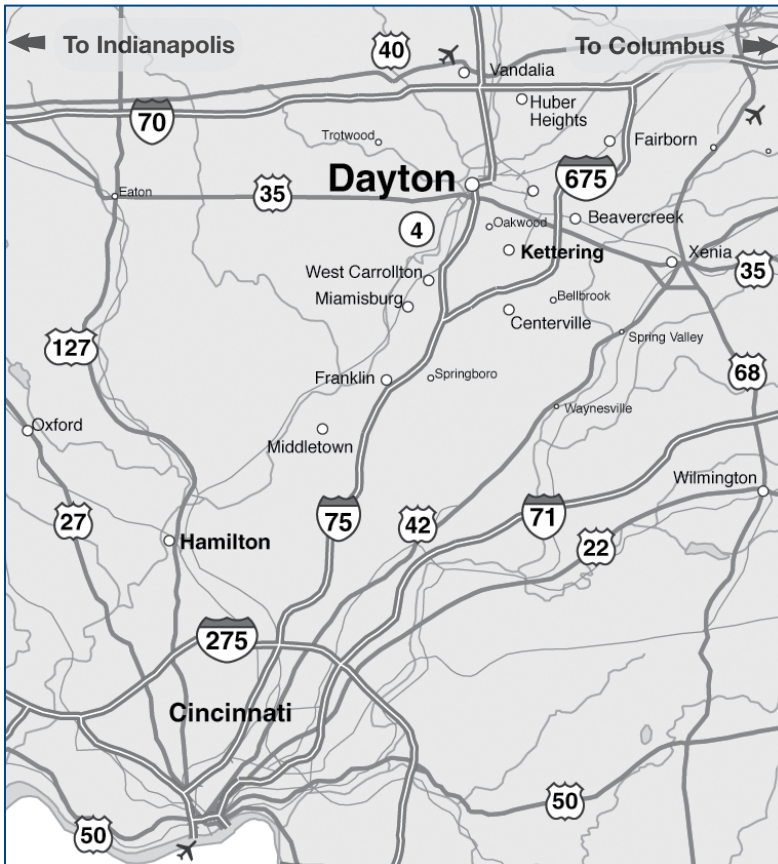 To Indianapolis
40
To Columbus
Vandalia
Huber
Heights
70
Trotwood
Fairborn
Dayton
675
Eaton
35
Oakwood
Beavercreek
4
Kettering
Xenia
35
West Carrollton
Miamisburg
Bellbrook
Centerville
Spring Valley
127
68
Franklin
Springboro
Waynesville
Oxford
Middletown
Wilmington
27
75
42
71
22
Hamilton
275
Cincinnati
50
50